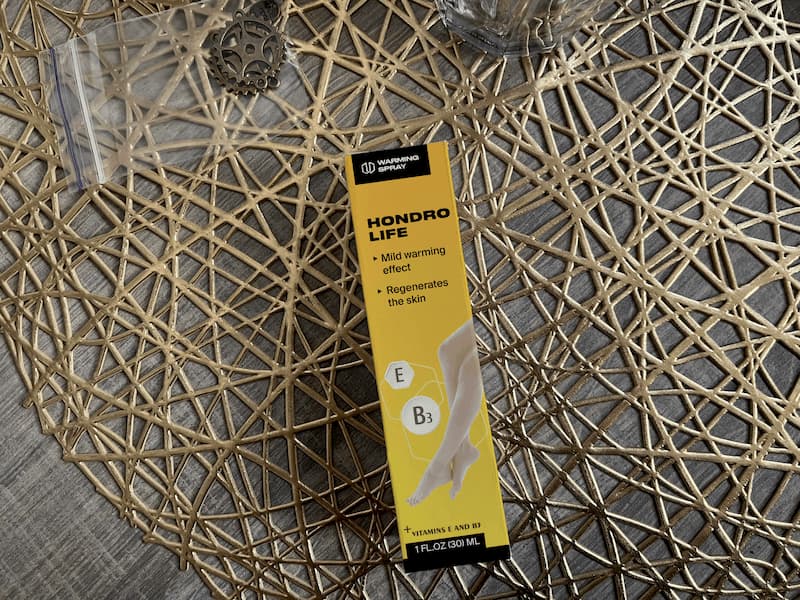 WARMING
SPRAY
HONDRO
LIFE
▸ Mild warming
effect
▸ Regenerates
the skin
E
B3
+VITAMINS E AND B3
1 FL.OZ (30) ML